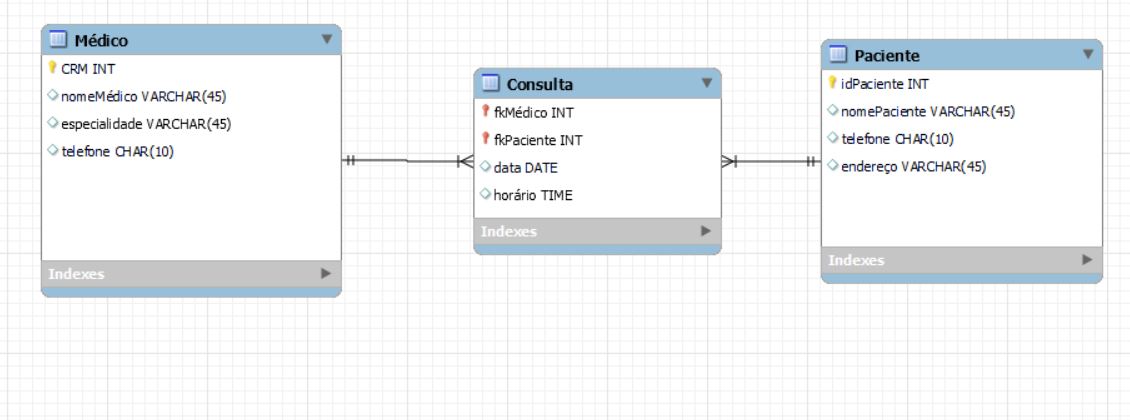 Médico
CRM INT
nomeMédico VARCHAR(45)
especialidade VARCHAR(45)
telefone CHAR(10)
Indexes
Consulta
fkMédico INT
fkPaciente INT
data DATE
horário TIME
Indexes
Paciente
idPaciente INT
nomePaciente VARCHAR(45)
telefone CHAR(10)
endereço VARCHAR(45)
Indexes